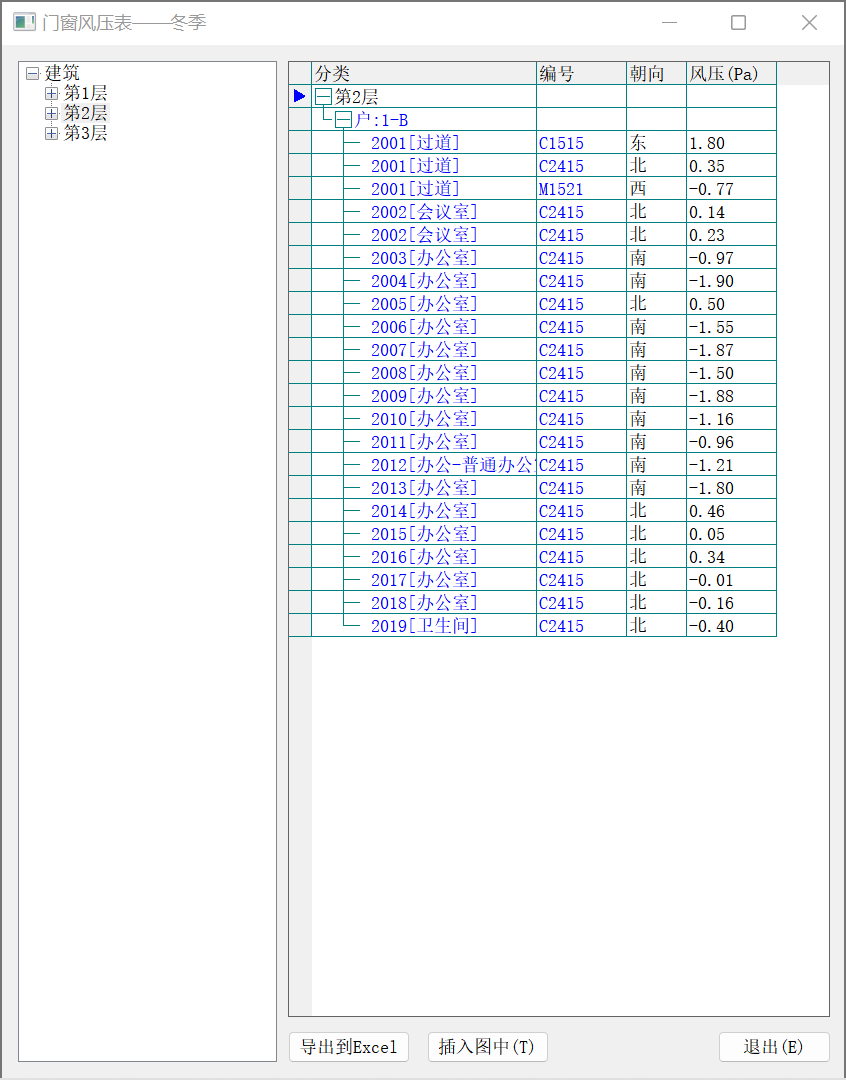 门窗风压表——冬季
建筑
第1层
第2层
第3层
分类 编号 朝向 风压(Pa)
第2层
户:1-B
2001[过道] C1515 东 1.80
2001[过道] C2415 北 0.35
2001[过道] M1521 西 -0.77
2002[会议室] C2415 北 0.14
2002[会议室] C2415 北 0.23
2003[办公室] C2415 南 -0.97
2004[办公室] C2415 南 -1.90
2005[办公室] C2415 北 0.50
2006[办公室] C2415 南 -1.55
2007[办公室] C2415 南 -1.87
2008[办公室] C2415 南 -1.50
2009[办公室] C2415 南 -1.88
2010[办公室] C2415 南 -1.16
2011[办公室] C2415 南 -0.96
2012[办公-普通办公 C2415 南 -1.21
2013[办公室] C2415 南 -1.80
2014[办公室] C2415 北 0.46
2015[办公室] C2415 北 0.05
2016[办公室] C2415 北 0.34
2017[办公室] C2415 北 -0.01
2018[办公室] C2415 北 -0.16
2019[卫生间] C2415 北 -0.40
导出到Excel 插入图中(T) 退出(E)